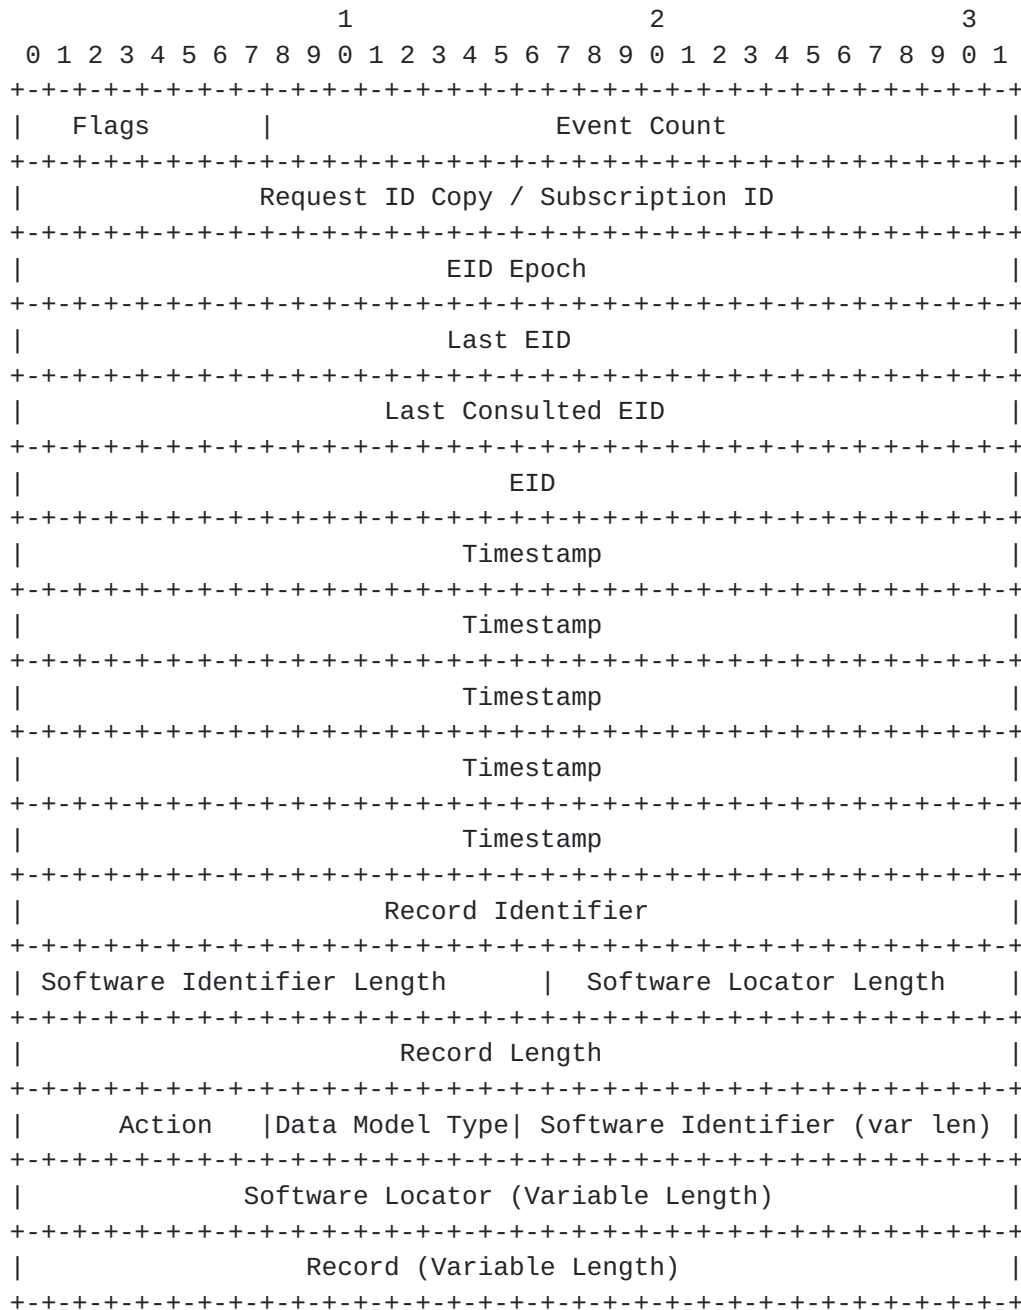 1                   2                   3
 0 1 2 3 4 5 6 7 8 9 0 1 2 3 4 5 6 7 8 9 0 1 2 3 4 5 6 7 8 9 0 1
+-+-+-+-+-+-+-+-+-+-+-+-+-+-+-+-+-+-+-+-+-+-+-+-+-+-+-+-+-+-+-+-+
|   Flags       |                  Event Count                  |
+-+-+-+-+-+-+-+-+-+-+-+-+-+-+-+-+-+-+-+-+-+-+-+-+-+-+-+-+-+-+-+-+
|               Request ID Copy / Subscription ID               |
+-+-+-+-+-+-+-+-+-+-+-+-+-+-+-+-+-+-+-+-+-+-+-+-+-+-+-+-+-+-+-+-+
|                           EID Epoch                           |
+-+-+-+-+-+-+-+-+-+-+-+-+-+-+-+-+-+-+-+-+-+-+-+-+-+-+-+-+-+-+-+-+
|                           Last EID                            |
+-+-+-+-+-+-+-+-+-+-+-+-+-+-+-+-+-+-+-+-+-+-+-+-+-+-+-+-+-+-+-+-+
|                       Last Consulted EID                      |
+-+-+-+-+-+-+-+-+-+-+-+-+-+-+-+-+-+-+-+-+-+-+-+-+-+-+-+-+-+-+-+-+
|                               EID                             |
+-+-+-+-+-+-+-+-+-+-+-+-+-+-+-+-+-+-+-+-+-+-+-+-+-+-+-+-+-+-+-+-+
|                            Timestamp                          |
+-+-+-+-+-+-+-+-+-+-+-+-+-+-+-+-+-+-+-+-+-+-+-+-+-+-+-+-+-+-+-+-+
|                            Timestamp                          |
+-+-+-+-+-+-+-+-+-+-+-+-+-+-+-+-+-+-+-+-+-+-+-+-+-+-+-+-+-+-+-+-+
|                            Timestamp                          |
+-+-+-+-+-+-+-+-+-+-+-+-+-+-+-+-+-+-+-+-+-+-+-+-+-+-+-+-+-+-+-+-+
|                            Timestamp                          |
+-+-+-+-+-+-+-+-+-+-+-+-+-+-+-+-+-+-+-+-+-+-+-+-+-+-+-+-+-+-+-+-+
|                            Timestamp                          |
+-+-+-+-+-+-+-+-+-+-+-+-+-+-+-+-+-+-+-+-+-+-+-+-+-+-+-+-+-+-+-+-+
|                       Record Identifier                       |
+-+-+-+-+-+-+-+-+-+-+-+-+-+-+-+-+-+-+-+-+-+-+-+-+-+-+-+-+-+-+-+-+
| Software Identifier Length      |  Software Locator Length    |
+-+-+-+-+-+-+-+-+-+-+-+-+-+-+-+-+-+-+-+-+-+-+-+-+-+-+-+-+-+-+-+-+
|                        Record Length                          |
+-+-+-+-+-+-+-+-+-+-+-+-+-+-+-+-+-+-+-+-+-+-+-+-+-+-+-+-+-+-+-+-+
|      Action   |Data Model Type| Software Identifier (var len) |
+-+-+-+-+-+-+-+-+-+-+-+-+-+-+-+-+-+-+-+-+-+-+-+-+-+-+-+-+-+-+-+-+
|              Software Locator (Variable Length)               |
+-+-+-+-+-+-+-+-+-+-+-+-+-+-+-+-+-+-+-+-+-+-+-+-+-+-+-+-+-+-+-+-+
|                  Record (Variable Length)                     |
+-+-+-+-+-+-+-+-+-+-+-+-+-+-+-+-+-+-+-+-+-+-+-+-+-+-+-+-+-+-+-+-+